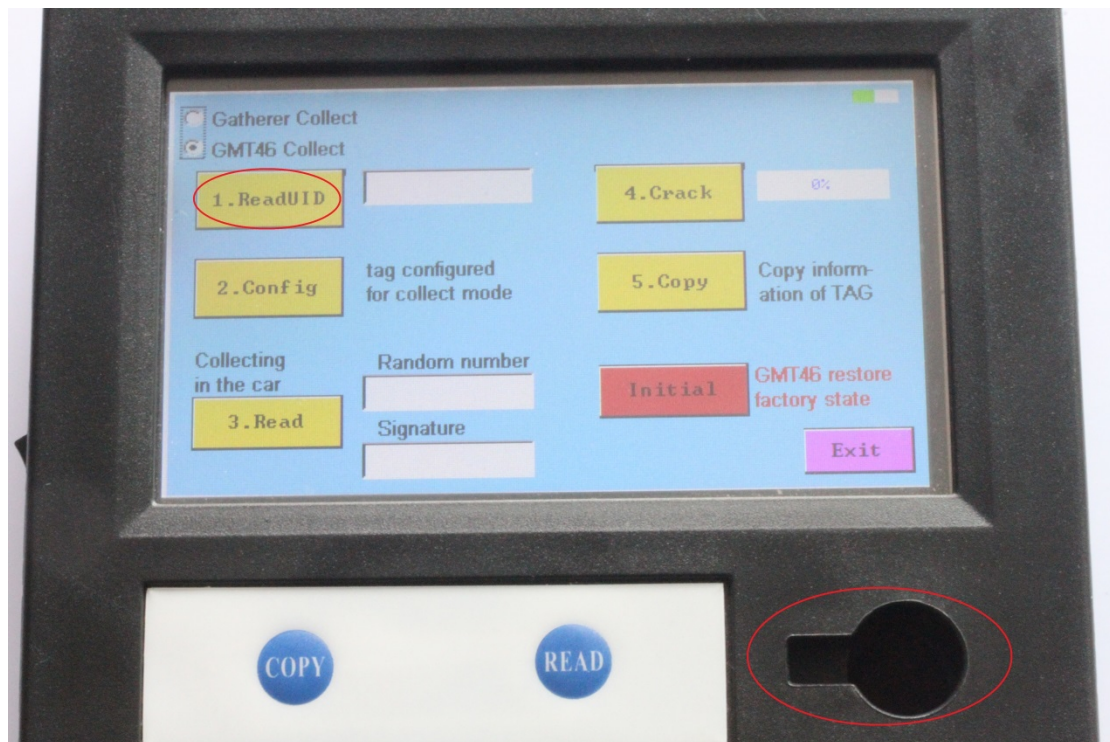 Gatherer Collect
GMT46 Collect
1.ReadUID
4.Crack
0%
2.Config
tag configured
for collect mode
5.Copy
Copy inform-
ation of TAG
Collecting
in the car
3.Read
Random number
Signature
Initial
GMT46 restore
factory state
Exit
COPY
READ